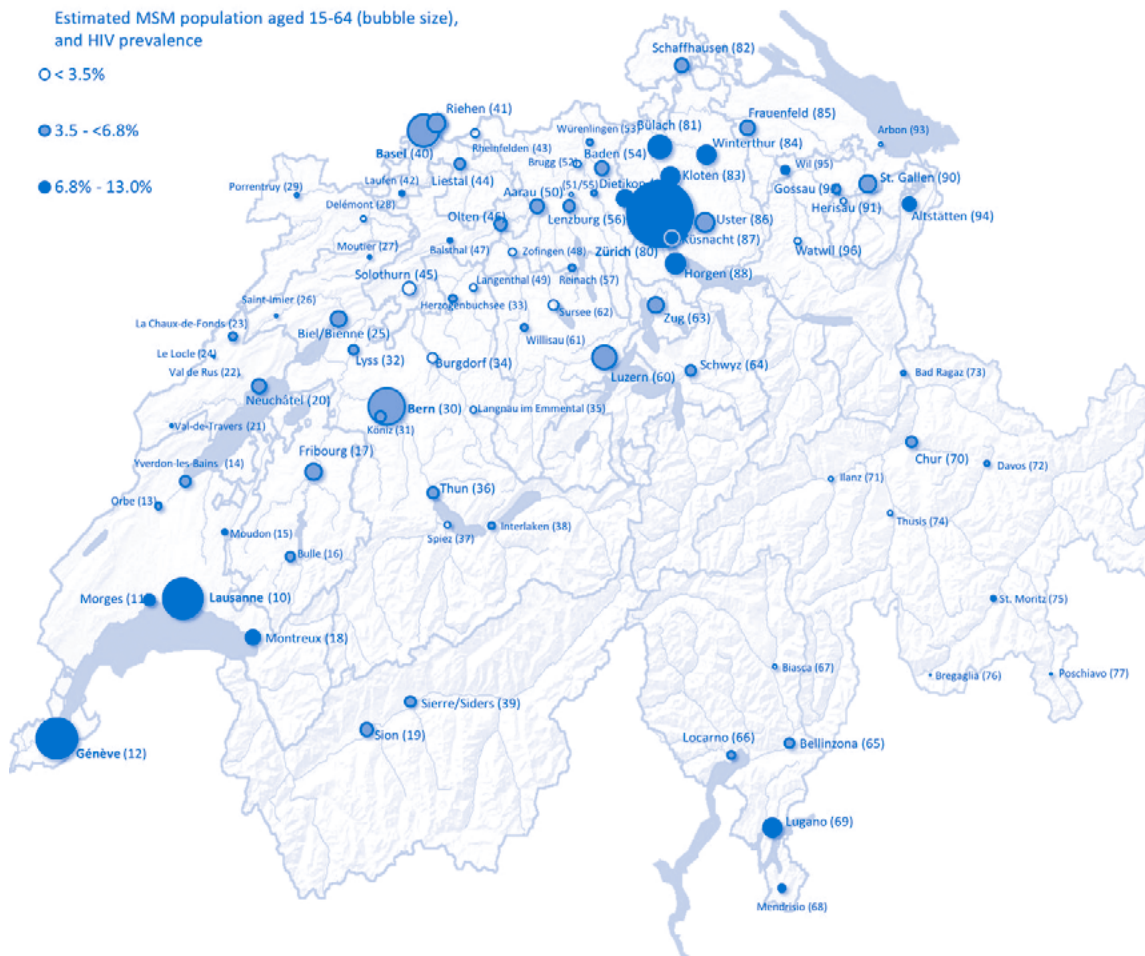 Estimated MSM population aged 15-64 (bubble size),
and HIV prevalence
< 3.5%
3.5 - <6.8%
6.8% - 13.0%
Schaffhausen (82)
Riehen (41)
Basel (40)
Rheinfelden (43)
Würenlingen (53)
Bülach (81)
Frauenfeld (85)
Arbon (93)
Winterthur (84)
Brugg (52)
Baden (54)
Kloten (83)
Wil (95)
Liestal (44)
Laufen (42)
Porrentruy (29)
(51/55)
Dietikon
Gossau (9
St. Gallen (90)
Herisau (91)
Altstätten (94)
Aarau (50)
Lenzburg (56)
Delémont (28)
Olten (46)
Uster (86)
Küsnacht (87)
Zürich (80)
Watwil (96)
Moutier (27)
Balsthal (47)
Zofingen (48)
Solothurn (45)
Langenthal (49)
Reinach (57)
Horgen (88)
Herzogenbuchsee (33)
Sursee (62)
Zug (63)
Saint-Imier (26)
La Chaux-de-Fonds (23)
Biel/Bienne (25)
Willisau (61)
Le Locle (24)
Lyss (32)
Burgdorf (34)
Luzern (60)
Schwyz (64)
Val de Rus (22)
Bad Ragaz (73)
Neuchâtel (20)
Bern (30)
Langnau im Emmental (35)
Köniz (31)
Val-de-Travers (21)
Fribourg (17)
Chur (70)
Yverdon-les-Bains (14)
Davos (72)
Ilanz (71)
Thun (36)
Orbe (13)
Thusis (74)
Moudon (15)
Spiez (37)
Interlaken (38)
Bulle (16)
Morges (11
Lausanne (10)
St. Moritz (75)
Montreux (18)
Biasca (67)
Bregaglia (76)
Poschiavo (77)
Sierre/Siders (39)
Sion (19)
Locarno (66)
Bellinzona (65)
Génève (12)
Lugano (69)
Mendrisio (68)